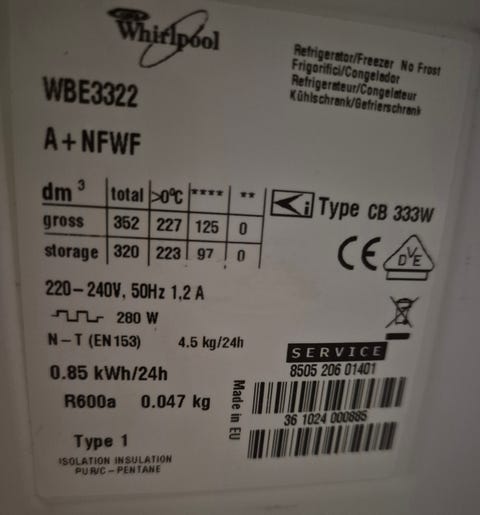 Whirlpool
Refrigerator/Freezer No Frost
Frigorifici/Congelador
Refrigerateur/Congelateur
Kühlschrank/Gefrierschrank
WBE3322
A+NFWF
dm³ total >0°C **** **
gross 352 227 125 0
storage 320 223 97 0
i Type CB 333W
CE DVE
220-240V, 50Hz 1,2 A
280 W
N-T (EN153) 4.5 kg/24h
0.85 kWh/24h
R600a 0.047 kg
SERVICE
8505 206 01401
Made in EU
36 1024 000885
Type 1
ISOLATION INSULATION
PUR/C-PENTANE